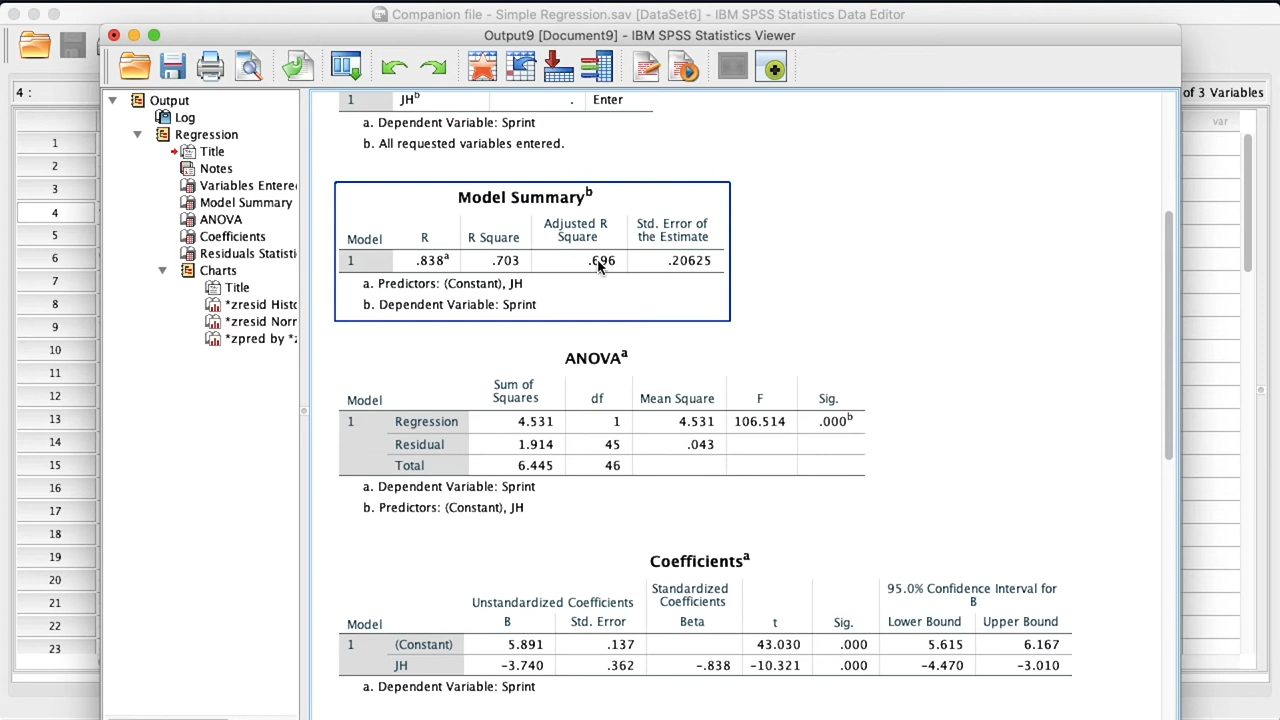 Companion file - Simple Regression.sav [DataSet6] - IBM SPSS Statistics Data Editor
Output9 [Document9] - IBM SPSS Statistics Viewer
4 :
of 3 Variables
var
1
2
3
4
5
6
7
8
9
10
11
12
13
14
15
16
17
18
19
20
21
22
23
Output
Log
Regression
Title
Notes
Variables Entere
Model Summary
ANOVA
Coefficients
Residuals Statisti
Charts
Title
*zresid Histo
*zresid Norr
*zpred by *z
1 JHb . Enter
a. Dependent Variable: Sprint
b. All requested variables entered.
Model Summaryb
Model R R Square Adjusted R Square Std. Error of the Estimate
1 .838a .703 .696 .20625
a. Predictors: (Constant), JH
b. Dependent Variable: Sprint
ANOVAa
Model Sum of Squares df Mean Square F Sig.
1 Regression 4.531 1 4.531 106.514 .000b
Residual 1.914 45 .043
Total 6.445 46
a. Dependent Variable: Sprint
b. Predictors: (Constant), JH
Coefficientsa
Unstandardized Coefficients Standardized Coefficients 95.0% Confidence Interval for B
Model B Std. Error Beta t Sig. Lower Bound Upper Bound
1 (Constant) 5.891 .137 43.030 .000 5.615 6.167
JH -3.740 .362 -.838 -10.321 .000 -4.470 -3.010
a. Dependent Variable: Sprint